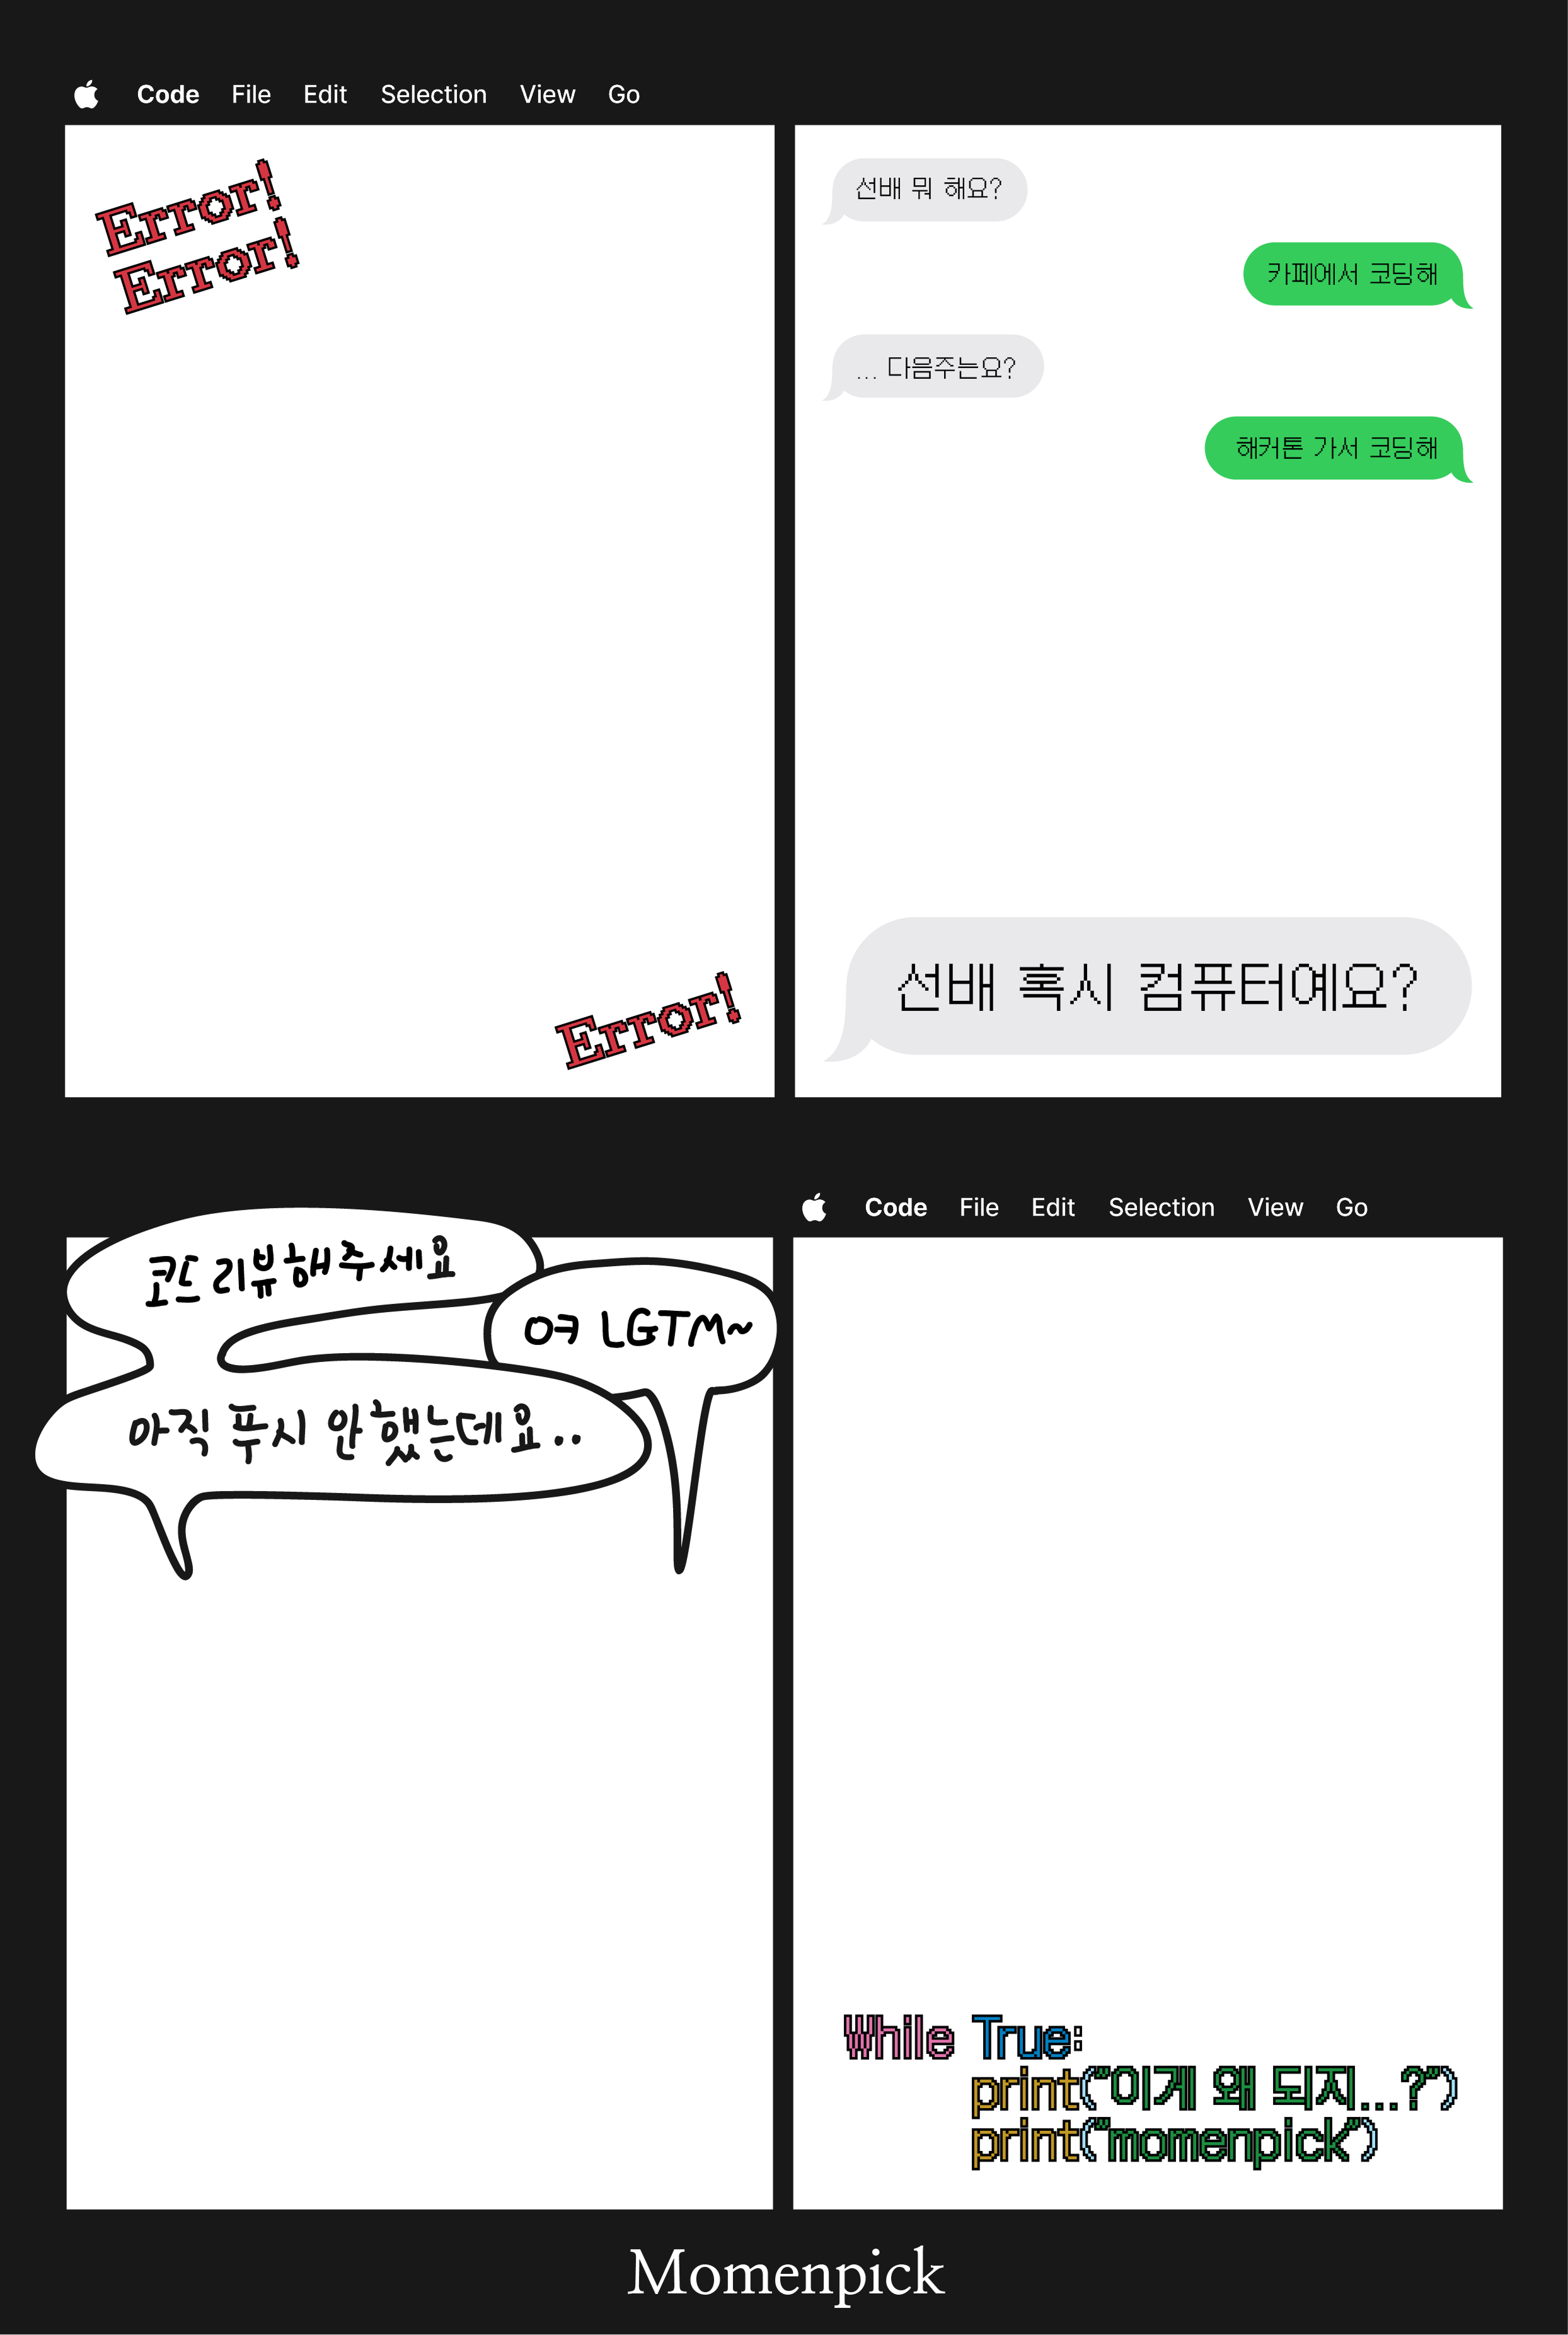 Code File Edit Selection View Go
Error!
Error!
Error!
선배 뭐 해요?
카페에서 코딩해
... 다음주는요?
해커톤 가서 코딩해
선배 혹시 컴퓨터예요?
코드 리뷰해주세요
여 LGTM~
아직 푸시 안했는데요..
Code File Edit Selection View Go
While True:
print("이게 왜 되지...?")
print("momenpick")
Momenpick